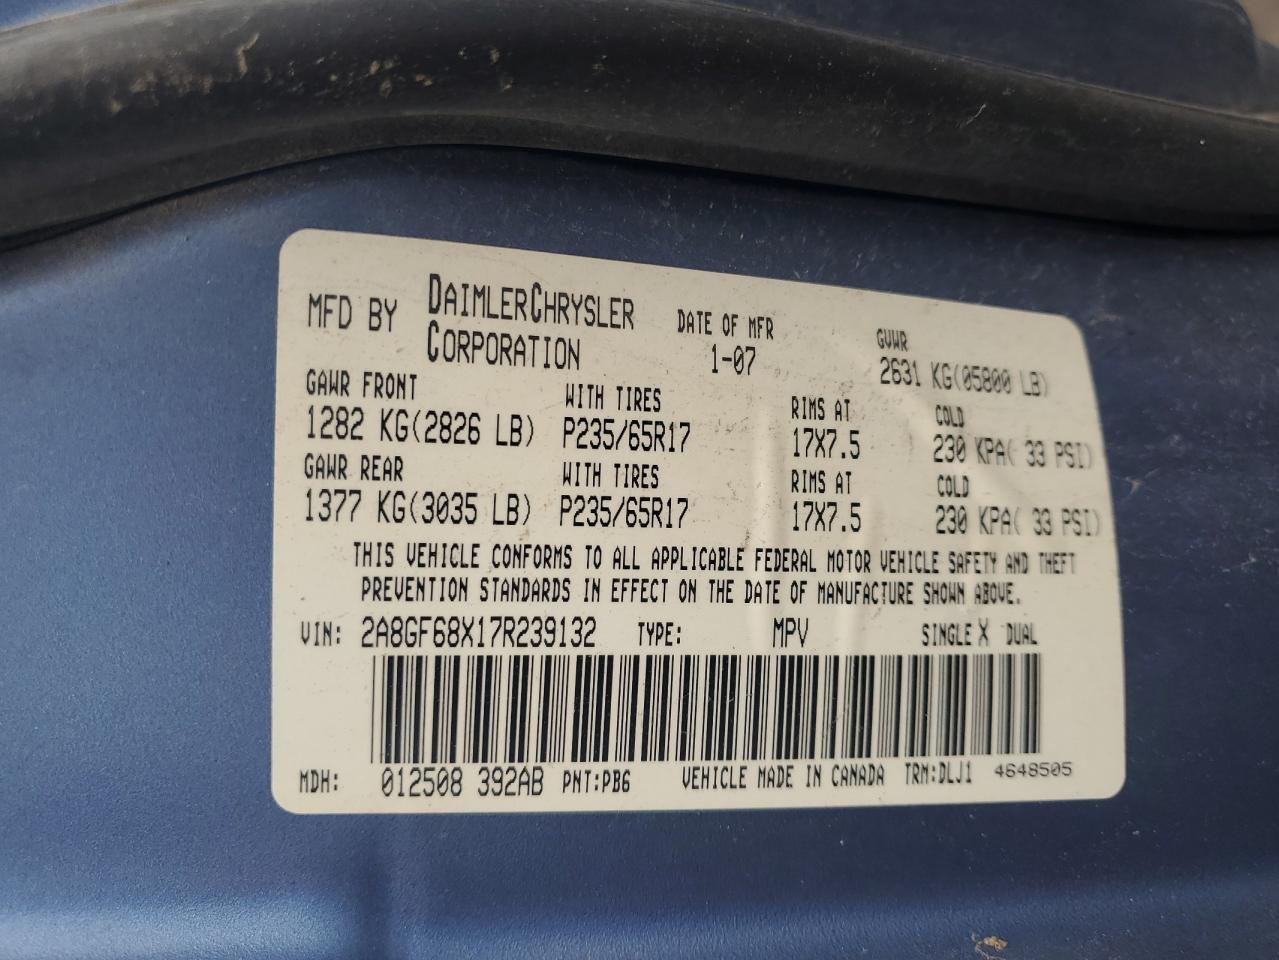 MFD BY DAIMLERCHRYSLER CORPORATION DATE OF MFR 1-07 GVWR 2631 KG(05800 LB)
GAWR FRONT WITH TIRES RIMS AT COLD
1282 KG(2826 LB) P235/65R17 17X7.5 230 KPA( 33 PSI)
GAWR REAR WITH TIRES RIMS AT COLD
1377 KG(3035 LB) P235/65R17 17X7.5 230 KPA( 33 PSI)
THIS VEHICLE CONFORMS TO ALL APPLICABLE FEDERAL MOTOR VEHICLE SAFETY AND THEFT
PREVENTION STANDARDS IN EFFECT ON THE DATE OF MANUFACTURE SHOWN ABOVE.
VIN: 2A8GF68X17R239132 TYPE: MPV SINGLE X DUAL
MDH: 012508 392AB PNT:PB6 VEHICLE MADE IN CANADA TRM:DLJ1 4648505